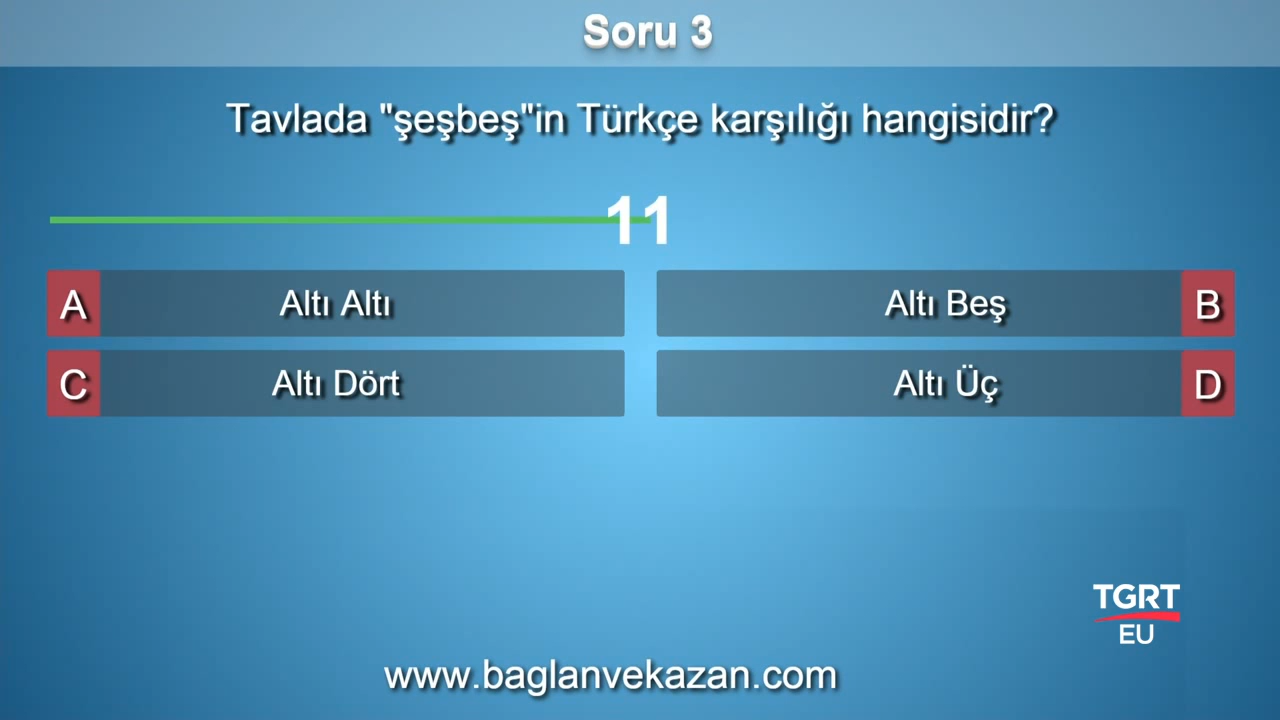 Soru 3
Tavlada "şeşbeş"in Türkçe karşılığı hangisidir?
11
A Altı Altı
Altı Beş B
C Altı Dört
Altı Üç D
TGRT
EU
www.baglanvekazan.com